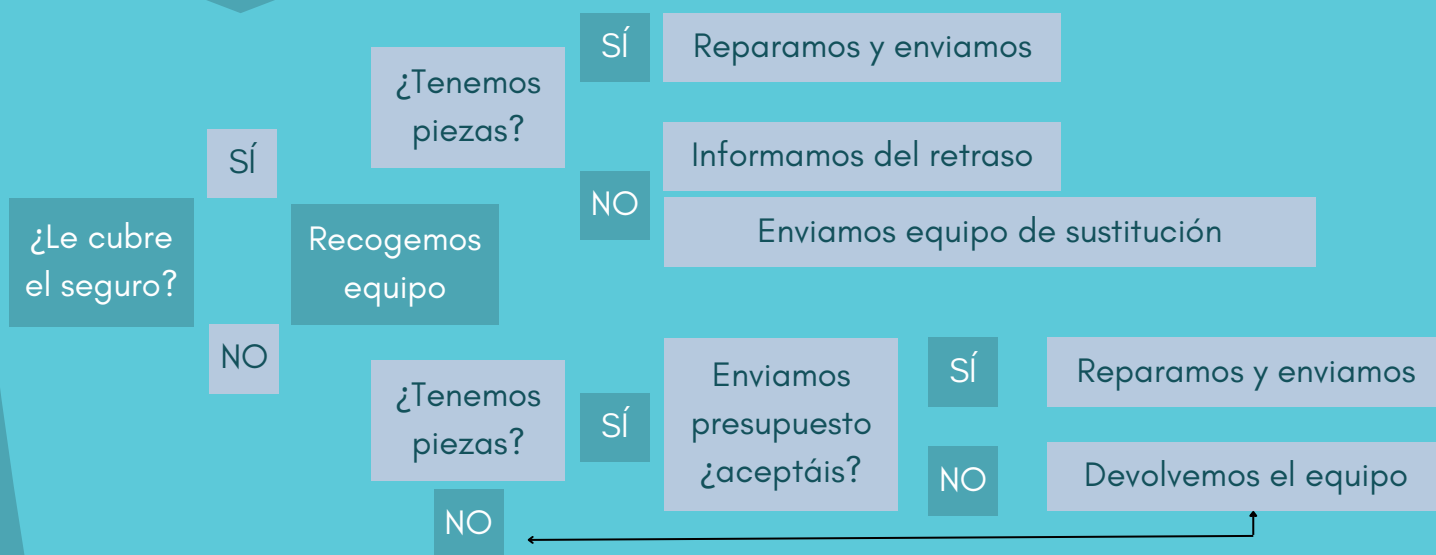 ¿Le cubre
el seguro?
SÍ
NO
Recogemos
equipo
¿Tenemos
piezas?
SÍ
Reparamos y enviamos
NO
Informamos del retraso
Enviamos equipo de sustitución
¿Tenemos
piezas?
SÍ
NO
Enviamos
presupuesto
¿aceptáis?
SÍ
Reparamos y enviamos
NO
Devolvemos el equipo